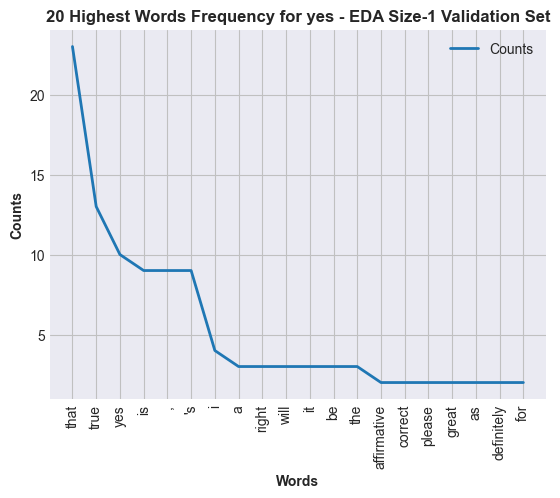 20 Highest Words Frequency for yes - EDA Size-1 Validation Set
Counts
Counts
20
15
10
5
that
true
yes
is
,
's
i
a
right
will
it
be
the
affirmative
correct
please
great
as
definitely
for
Words